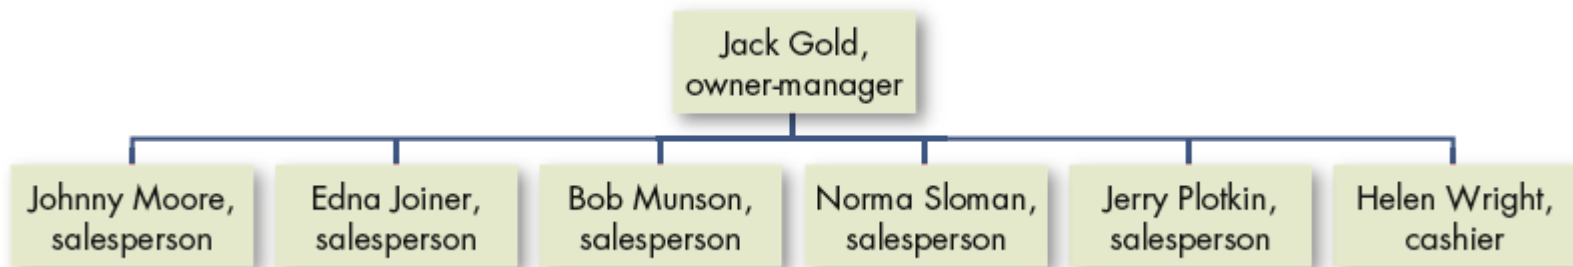 Jack Gold,
owner-manager
Johnny Moore,
salesperson
Edna Joiner,
salesperson
Bob Munson,
salesperson
Norma Sloman,
salesperson
Jerry Plotkin,
salesperson
Helen Wright,
cashier